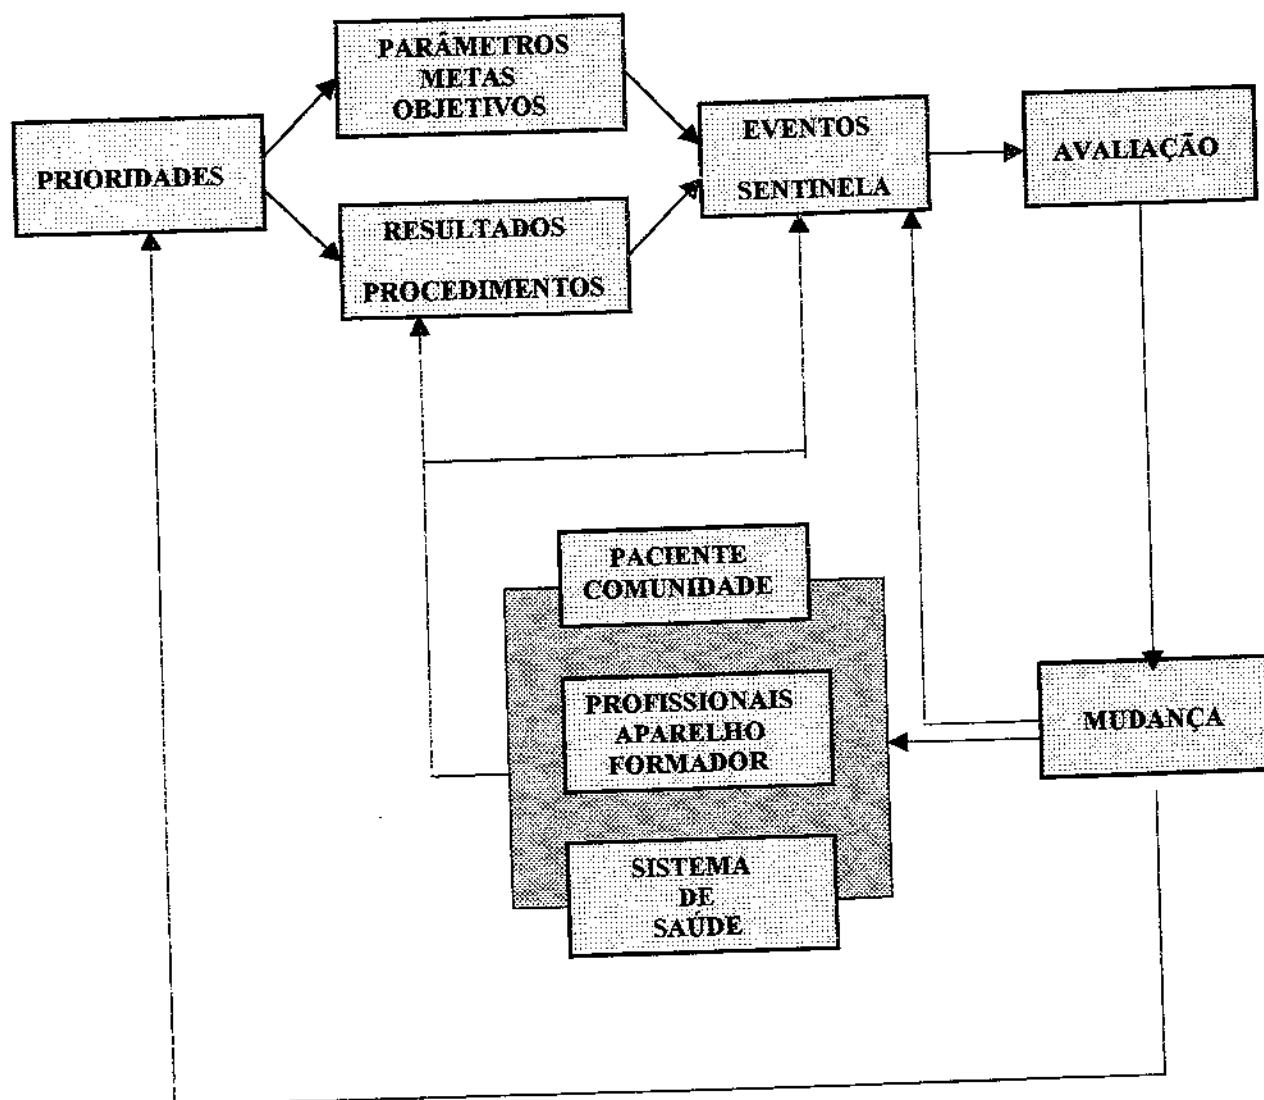 PARÂMETROS
METAS
OBJETIVOS
PRIORIDADES
RESULTADOS
PROCEDIMENTOS
EVENTOS
SENTINELA
AVALIAÇÃO
PACIENTE
COMUNIDADE
PROFISSIONAIS
APARELHO
FORMADOR
MUDANÇA
SISTEMA
DE
SAÚDE